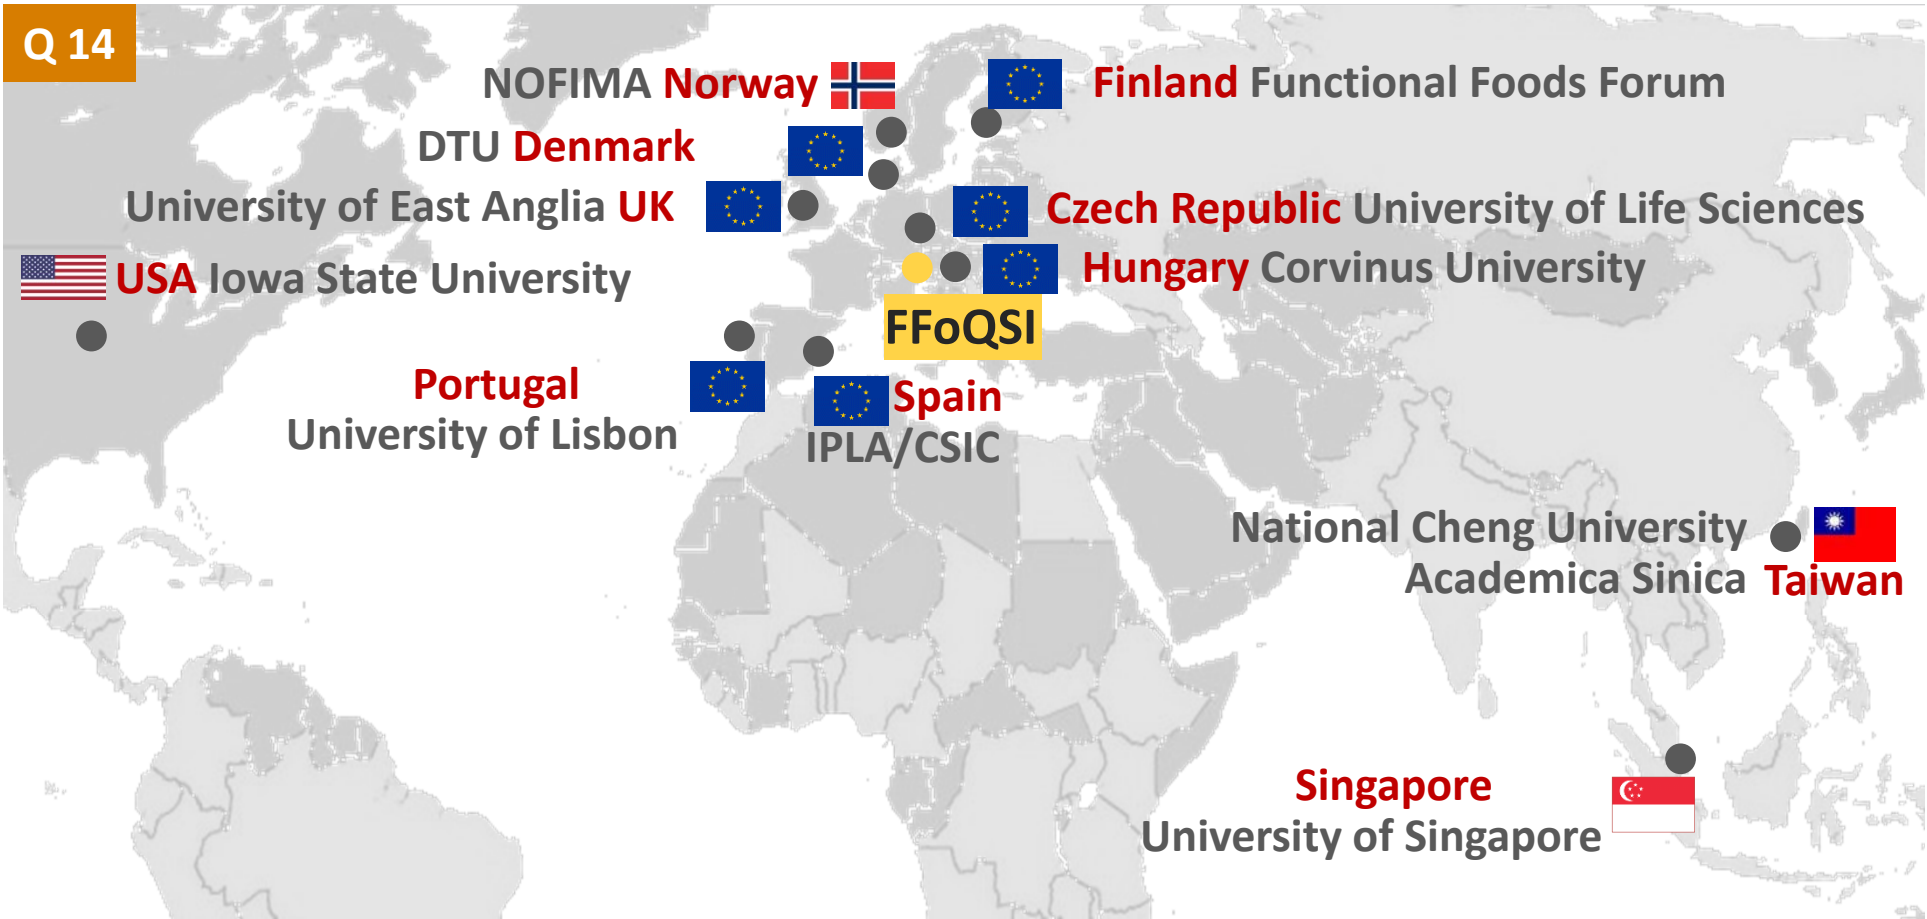 Q 14
NOFIMA Norway
Finland Functional Foods Forum
DTU Denmark
University of East Anglia UK
Czech Republic University of Life Sciences
USA Iowa State University
Hungary Corvinus University
FFoQSI
Portugal
University of Lisbon
Spain
IPLA/CSIC
National Cheng University
Academica Sinica Taiwan
Singapore
University of Singapore